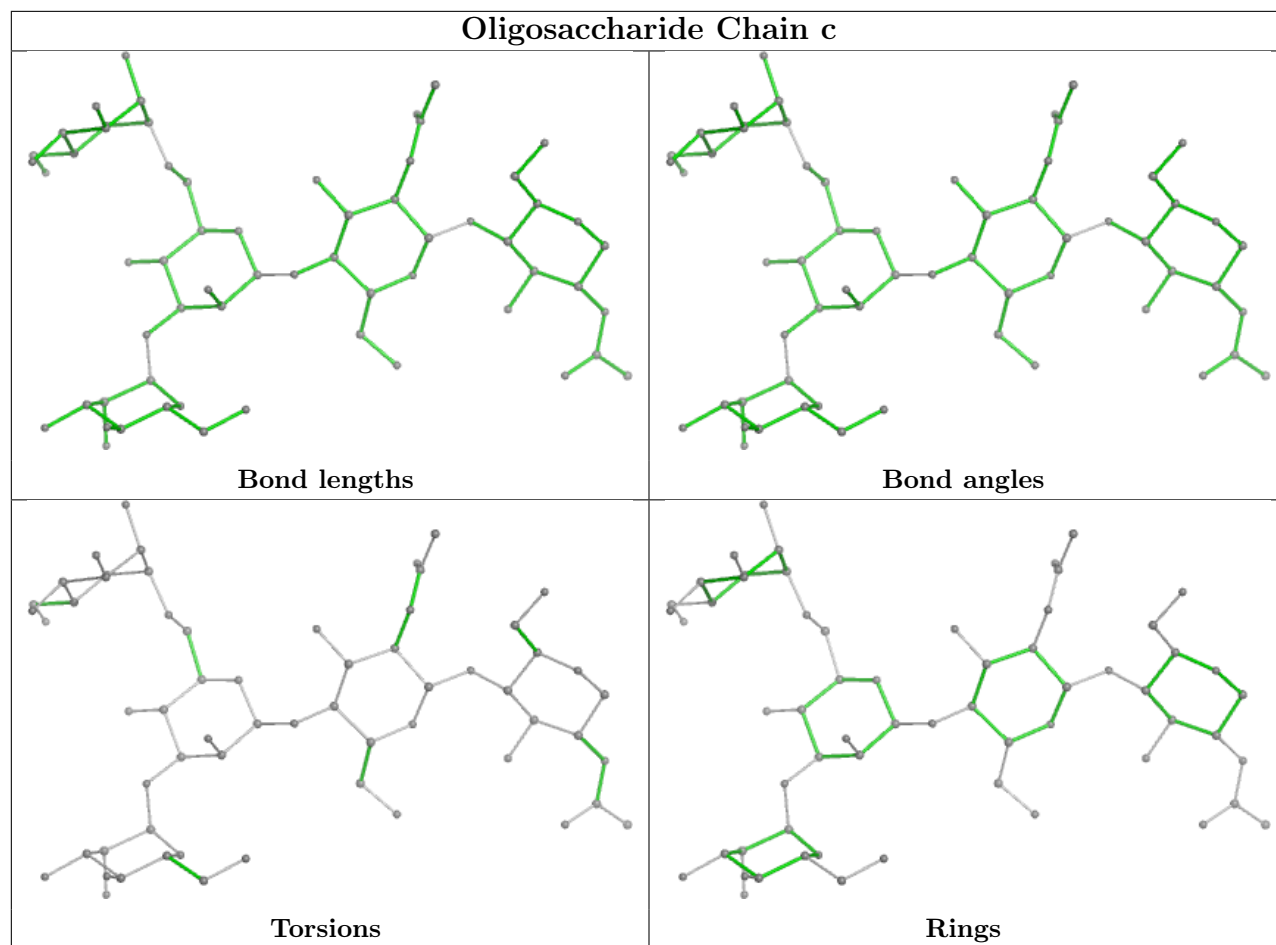 Oligosaccharide Chain c
Bond lengths
Bond angles
Torsions
Rings